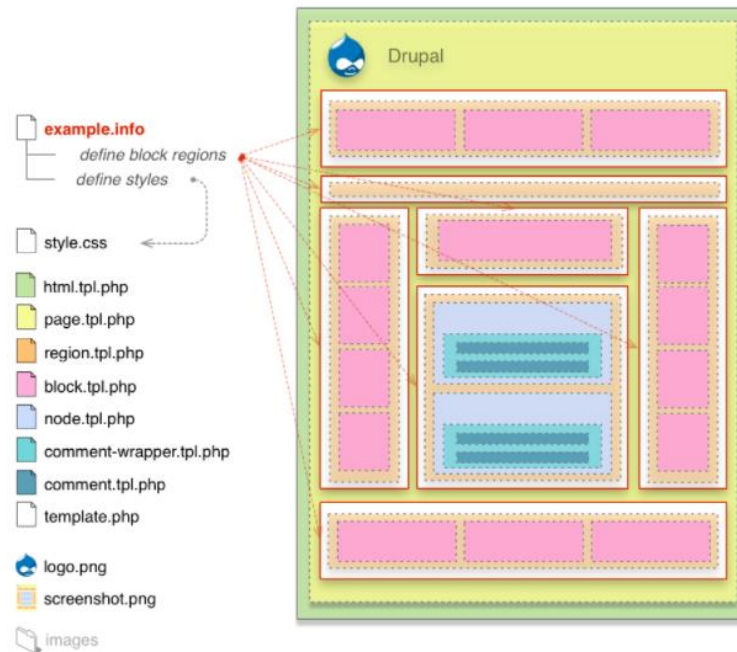 Drupal
example.info
define block regions
define styles
style.css
html.tpl.php
page.tpl.php
region.tpl.php
block.tpl.php
node.tpl.php
comment-wrapper.tpl.php
comment.tpl.php
template.php
logo.png
screenshot.png
images